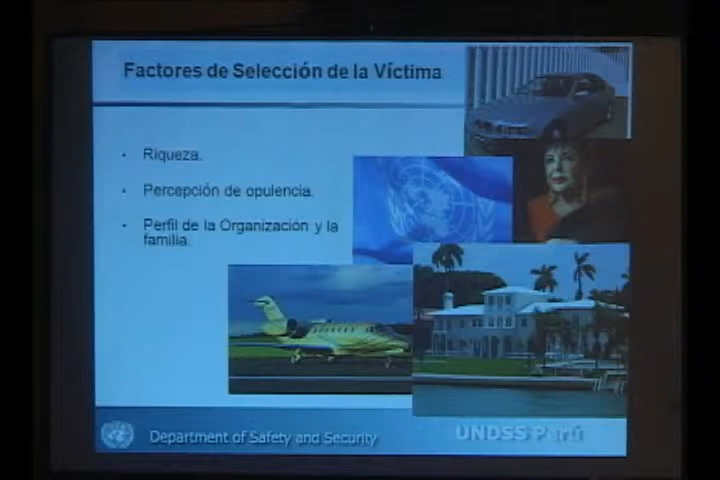 Factores de Selección de la Víctima
• Riqueza.
• Percepción de opulencia.
• Perfil de la Organización y la
familia.
Department of Safety and Security
UNDSS Perú